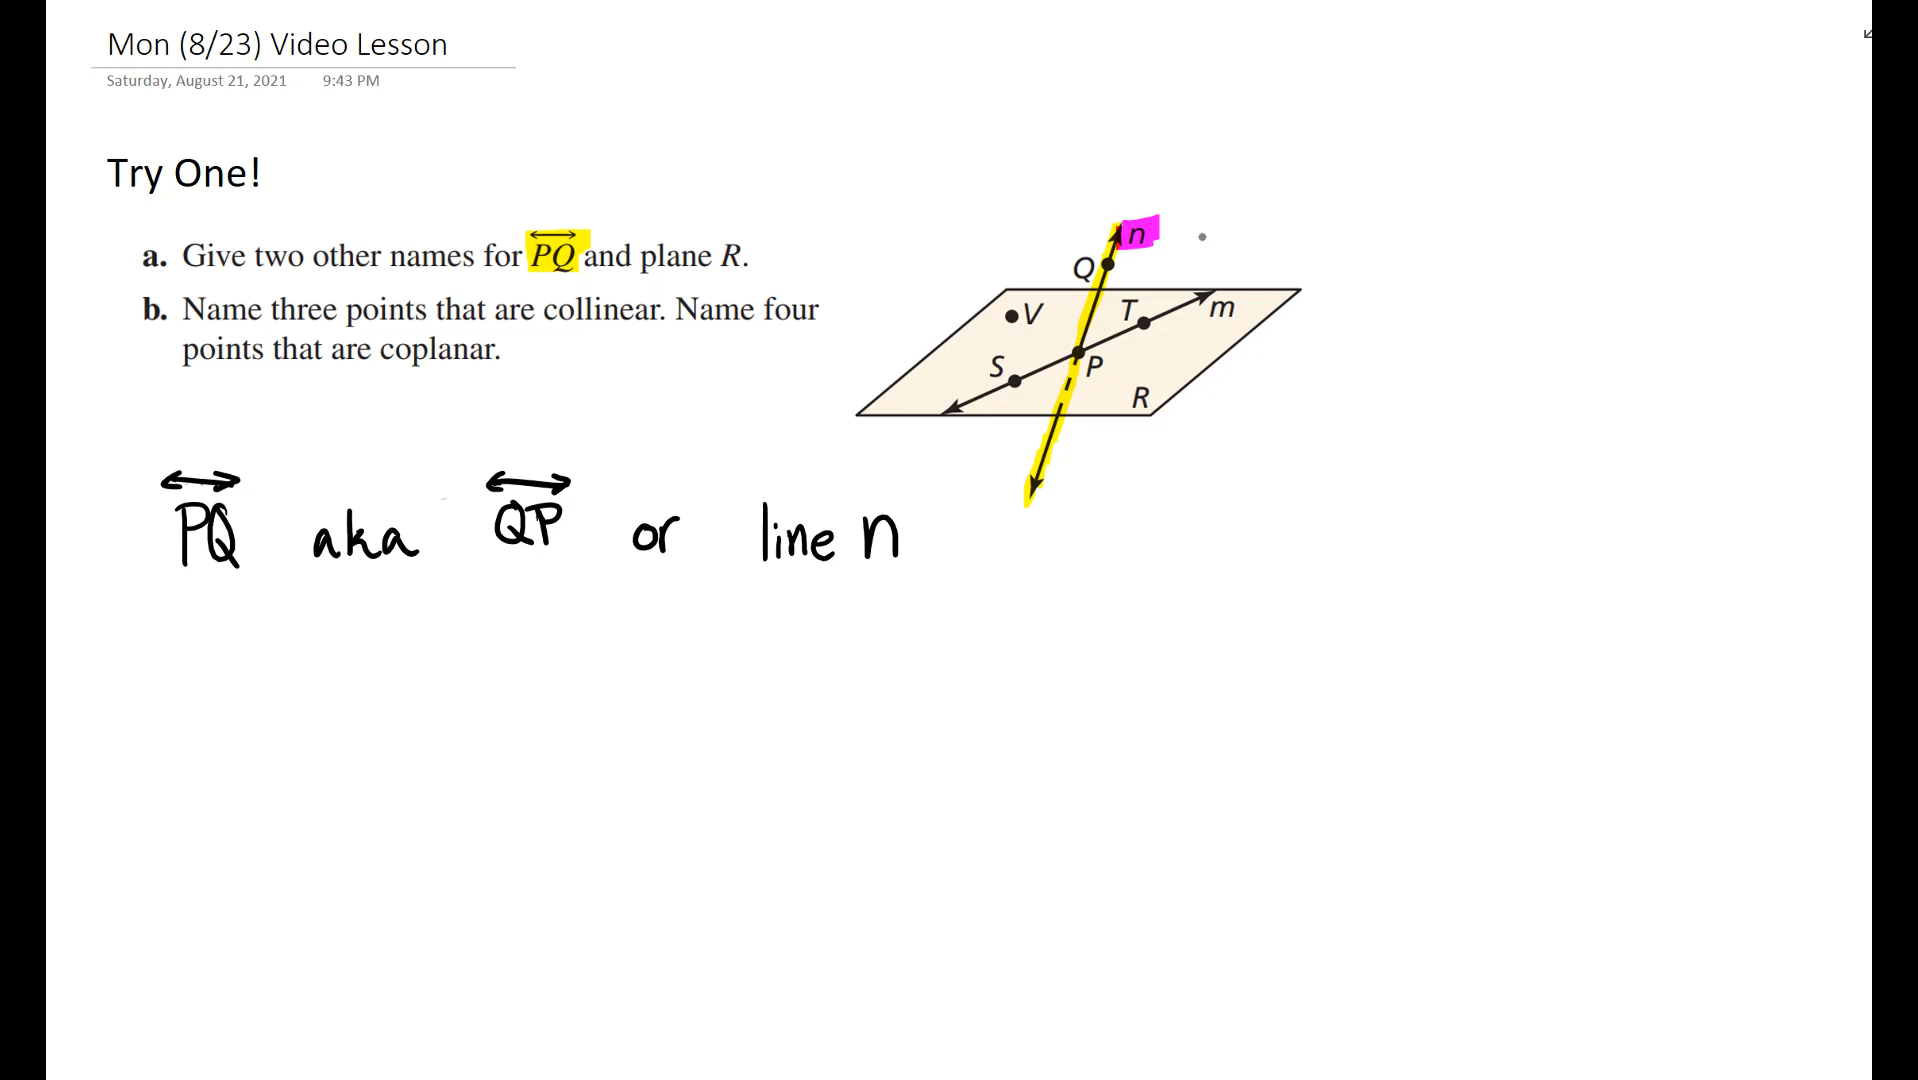 Mon (8/23) Video Lesson
Saturday, August 21, 2021 9:43 PM
Try One!
a. Give two other names for PQ and plane R.
b. Name three points that are collinear. Name four
points that are coplanar.
n
Q
V
T
m
S
P
R
PQ aka QP or line n